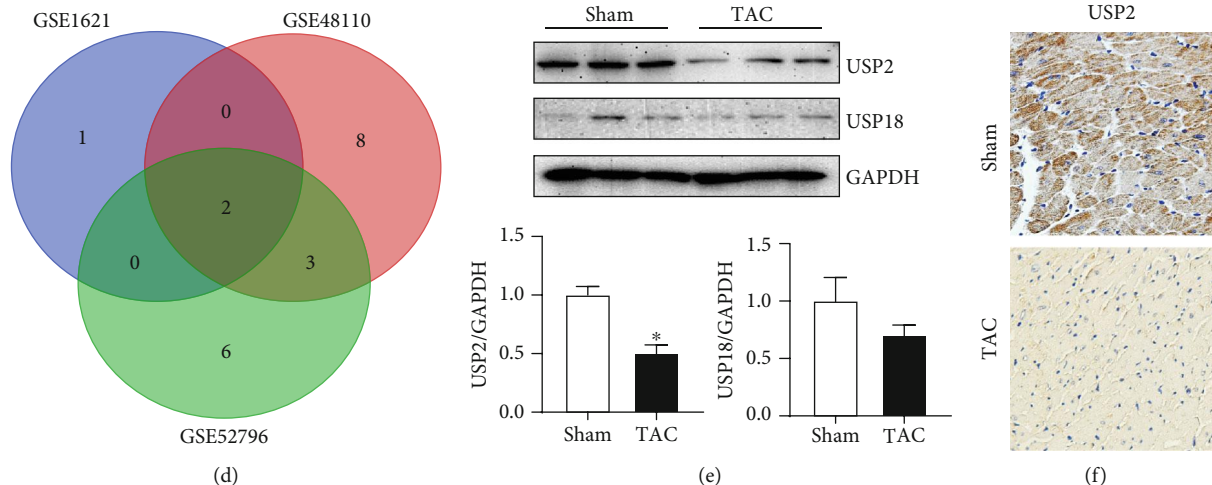 GSE1621
GSE48110
1
0
8
2
0
3
6
GSE52796
(d)
Sham
TAC
USP2
USP18
GAPDH
USP2/GAPDH
1.5
1.0
0.5
0.0
*
Sham
TAC
USP18/GAPDH
1.5
1.0
0.5
0.0
Sham
TAC
(e)
USP2
Sham
TAC
(f)